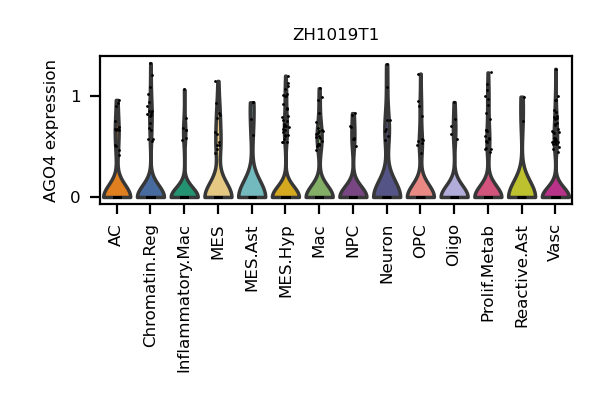 ZH1019T1
AGO4 expression
1
0
AC
Chromatin.Reg
Inflammatory.Mac
MES
MES.Ast
MES.Hyp
Mac
NPC
Neuron
OPC
Oligo
Prolif.Metab
Reactive.Ast
Vasc